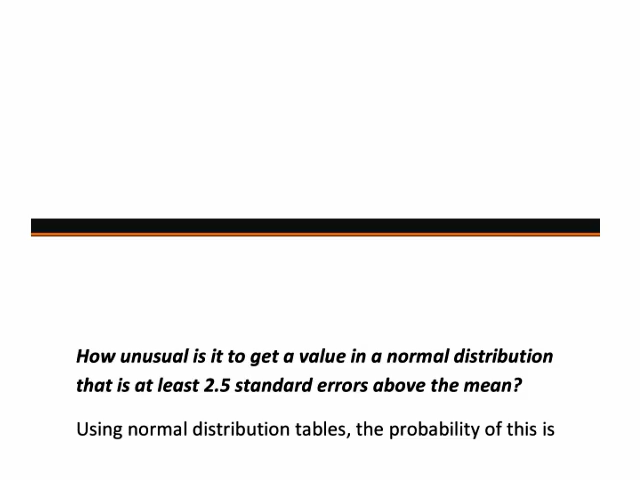 How unusual is it to get a value in a normal distribution
that is at least 2.5 standard errors above the mean?
Using normal distribution tables, the probability of this is